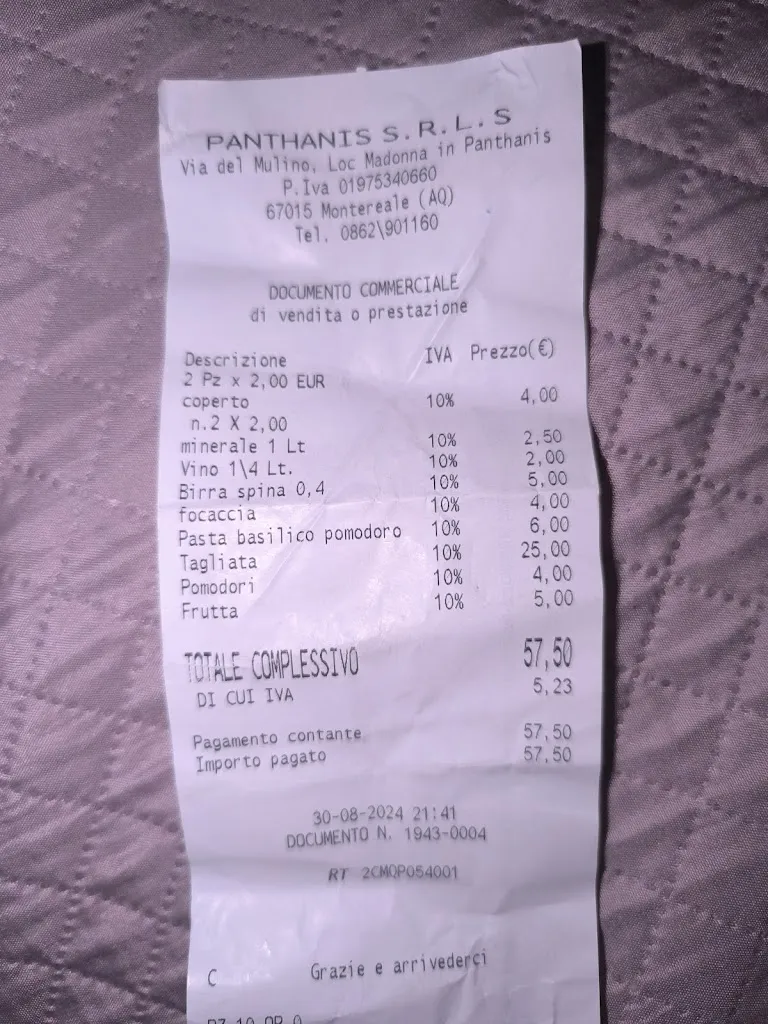 PANTHANIS S.R.L.S
Via del Mulino, Loc Madonna in Panthanis
P.Iva 01975340660
67015 Montereale (AQ)
Tel. 0862\901160
DOCUMENTO COMMERCIALE
di vendita o prestazione
Descrizione IVA Prezzo(€)
2 Pz x 2,00 EUR
coperto 10% 4,00
n.2 X 2,00
minerale 1 Lt 10% 2,50
Vino 1\4 Lt. 10% 2,00
Birra spina 0,4 10% 5,00
focaccia 10% 4,00
Pasta basilico pomodoro 10% 6,00
Tagliata 10% 25,00
Pomodori 10% 4,00
Frutta 10% 5,00
TOTALE COMPLESSIVO 57,50
DI CUI IVA 5,23
Pagamento contante 57,50
Importo pagato 57,50
30-08-2024 21:41
DOCUMENTO N. 1943-0004
RT 2CMQP054001
C Grazie e arrivederci